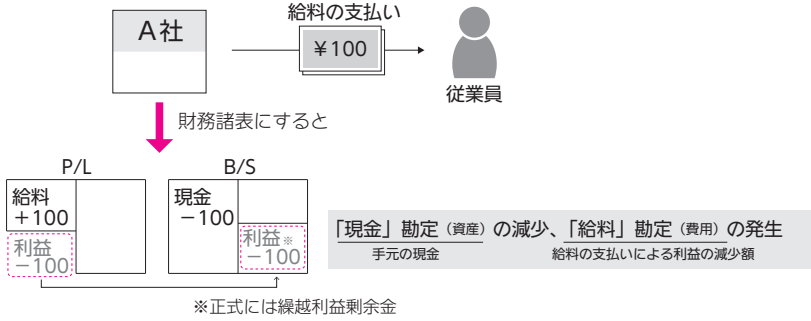 給料の支払い
A社
¥100
従業員
財務諸表にすると
P/L
B/S
給料
+100
利益
-100
現金
-100
利益※
-100
「現金」勘定(資産)の減少、「給料」勘定(費用)の発生
手元の現金
給料の支払いによる利益の減少額
※正式には繰越利益剰余金